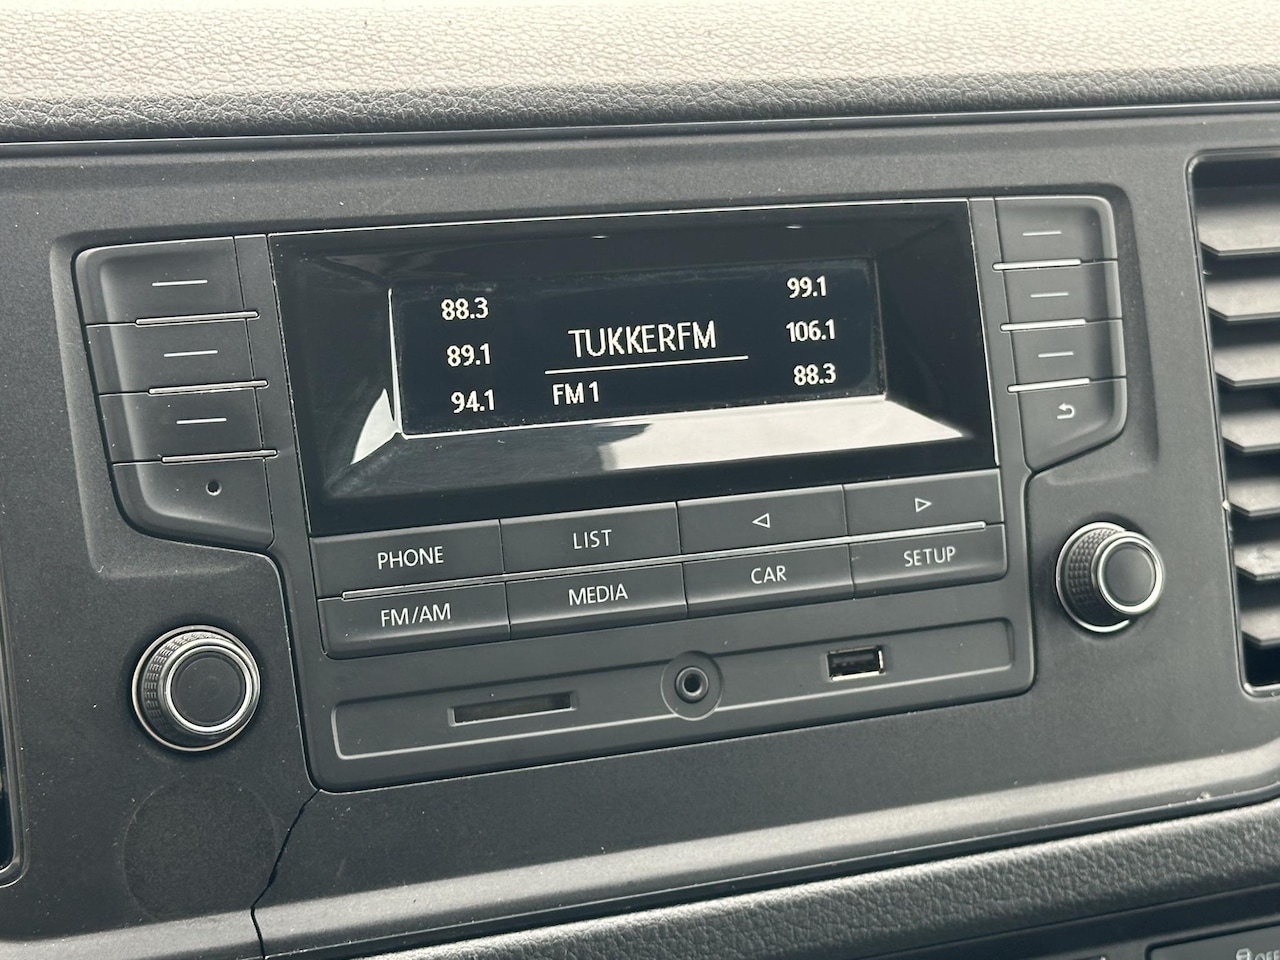 88.3
89.1
94.1
TUKKERFM
FM 1
99.1
106.1
88.3
PHONE
LIST
FM/AM
MEDIA
CAR
SETUP
OFF